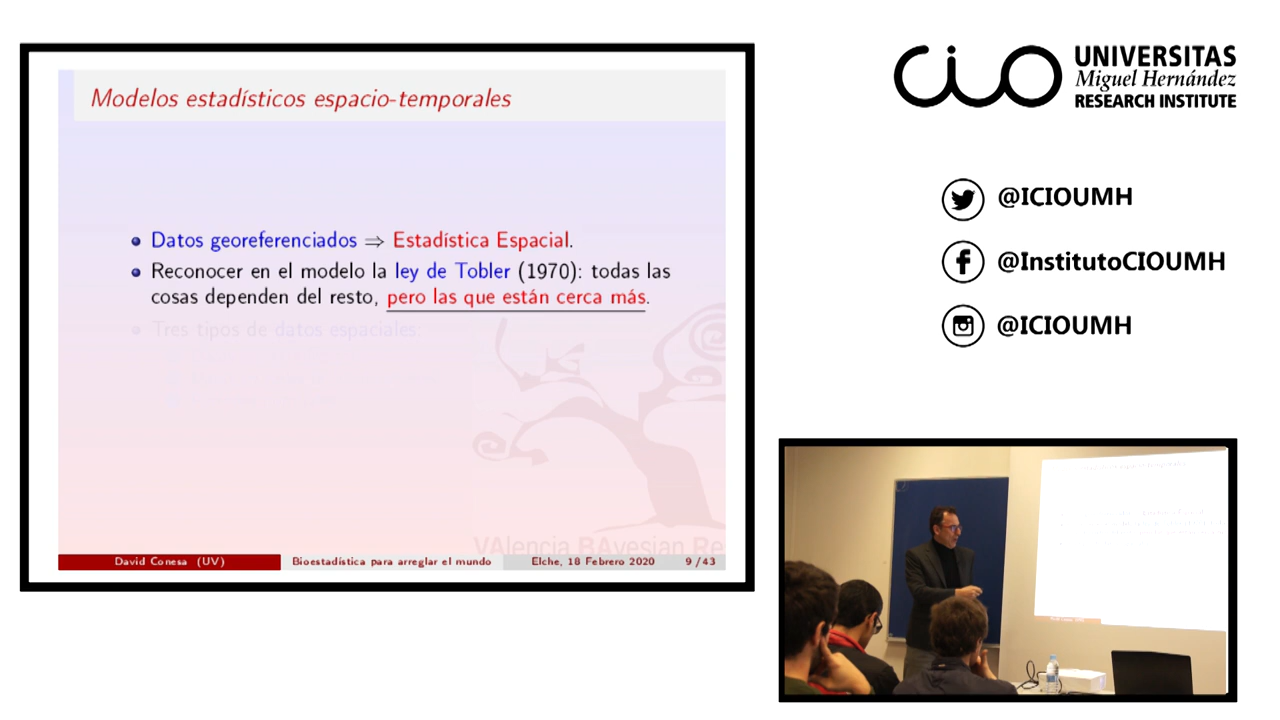 Modelos estadísticos espacio-temporales
Datos georeferenciados ⇒ Estadística Espacial.
Reconocer en el modelo la ley de Tobler (1970): todas las
cosas dependen del resto, pero las que están cerca más.
Tres tipos de datos espaciales:
VAlencia BAyesian Re
David Conesa (UV)
Bioestadística para arreglar el mundo
Elche, 18 Febrero 2020
9 / 43
cio
UNIVERSITAS
Miguel Hernández
RESEARCH INSTITUTE
@ICIOUMH
@InstitutoCIOUMH
@ICIOUMH